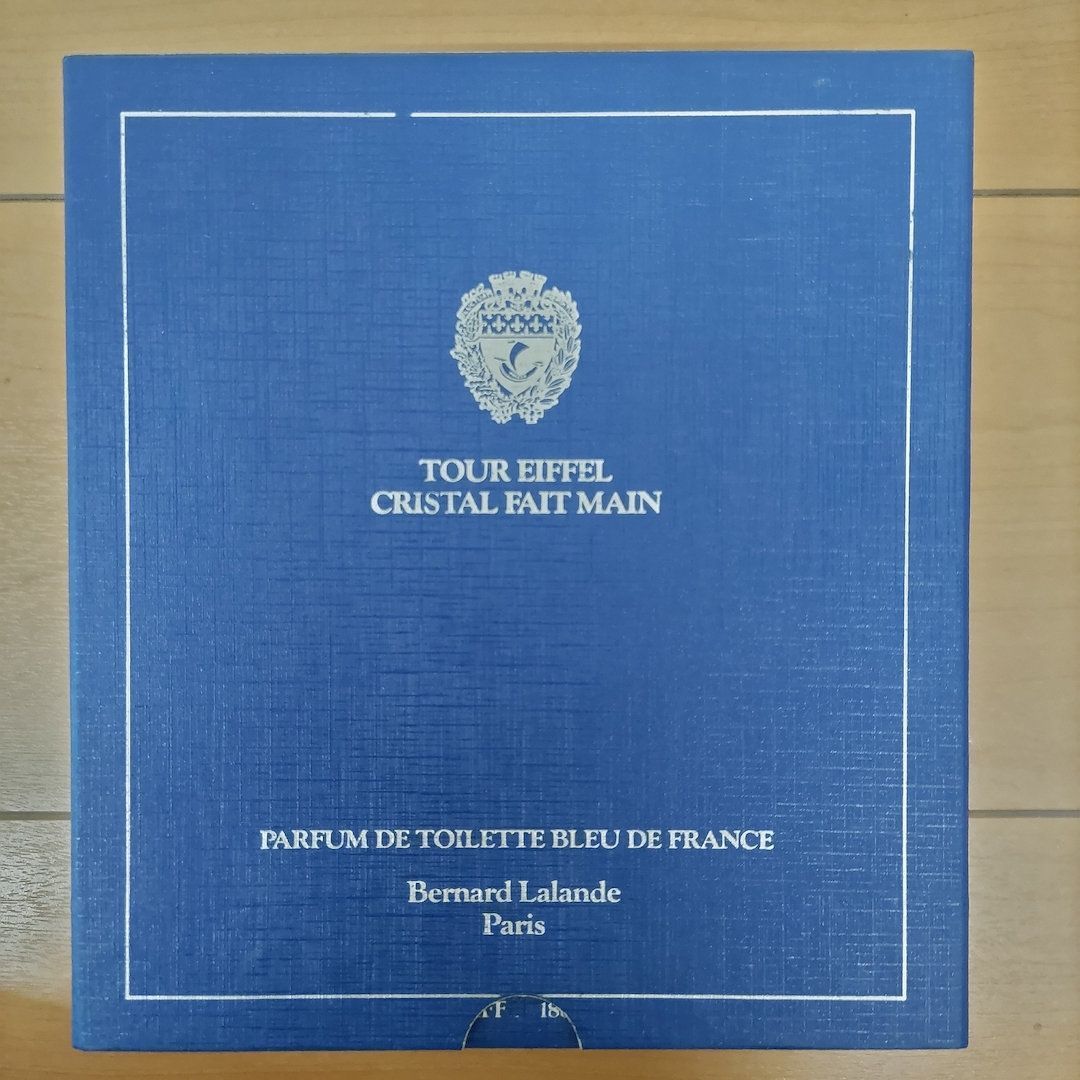 TOUR EIFFEL
CRISTAL FAIT MAIN
PARFUM DE TOILETTE BLEU DE FRANCE
Bernard Lalande
Paris